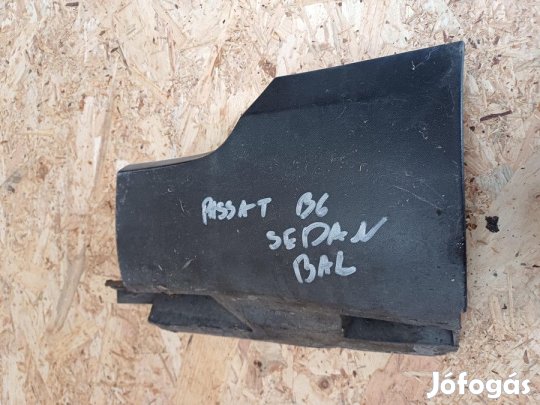 PASSAT B6
SEDAN
BAL
Jófogás